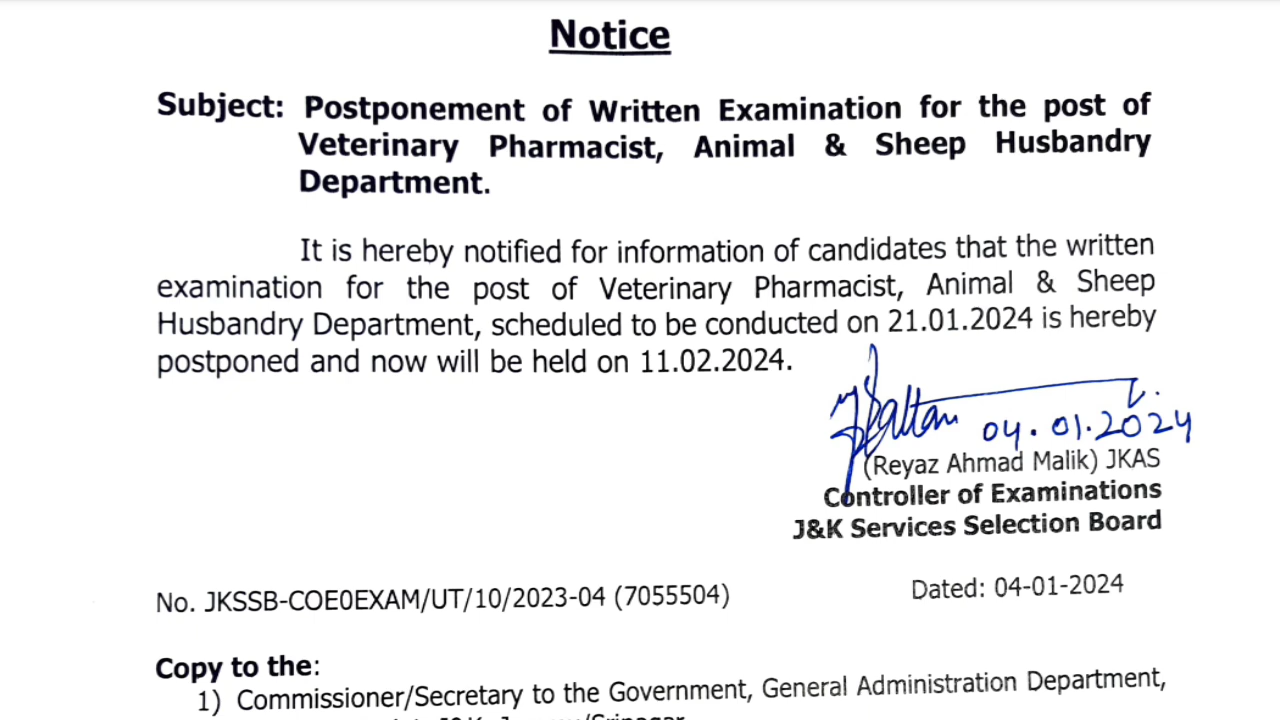 Notice
Subject: Postponement of Written Examination for the post of
Veterinary Pharmacist, Animal & Sheep Husbandry
Department.
It is hereby notified for information of candidates that the written
examination for the post of Veterinary Pharmacist, Animal & Sheep
Husbandry Department, scheduled to be conducted on 21.01.2024 is hereby
postponed and now will be held on 11.02.2024.
04.01.2024
(Reyaz Ahmad Malik) JKAS
Controller of Examinations
J&K Services Selection Board
No. JKSSB-COE0EXAM/UT/10/2023-04 (7055504)
Dated: 04-01-2024
Copy to the:
1) Commissioner/Secretary to the Government, General Administration Department,